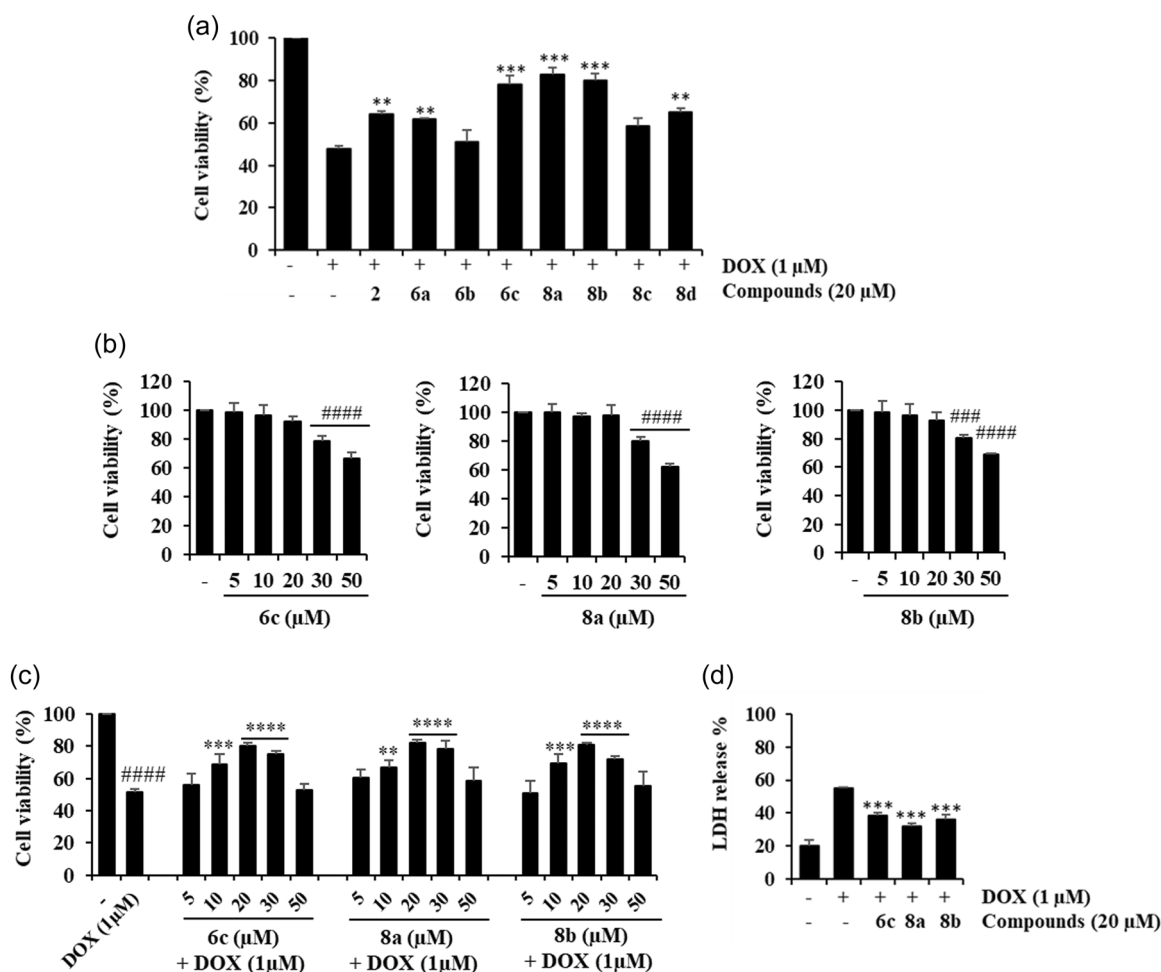 (a)
Cell viability (%)
100
80
60
40
20
0
** ** *** *** *** **
- + + + + + + + + + DOX (1 μM)
- - 2 6a 6b 6c 8a 8b 8c 8d Compounds (20 μM)
(b)
Cell viability (%)
120
100
80
60
40
20
0
####
- 5 10 20 30 50
6c (μM)
Cell viability (%)
120
100
80
60
40
20
0
####
- 5 10 20 30 50
8a (μM)
Cell viability (%)
120
100
80
60
40
20
0
###
####
- 5 10 20 30 50
8b (μM)
(c)
Cell viability (%)
100
80
60
40
20
0
#### *** **** ** **** *** ****
- DOX (1μM) 5 10 20 30 50 5 10 20 30 50 5 10 20 30 50
6c (μM) 8a (μM) 8b (μM)
+ DOX (1μM) + DOX (1μM) + DOX (1μM)
(d)
LDH release %
100
80
60
40
20
0
*** *** ***
- + + + + DOX (1 μM)
- - 6c 8a 8b Compounds (20 μM)